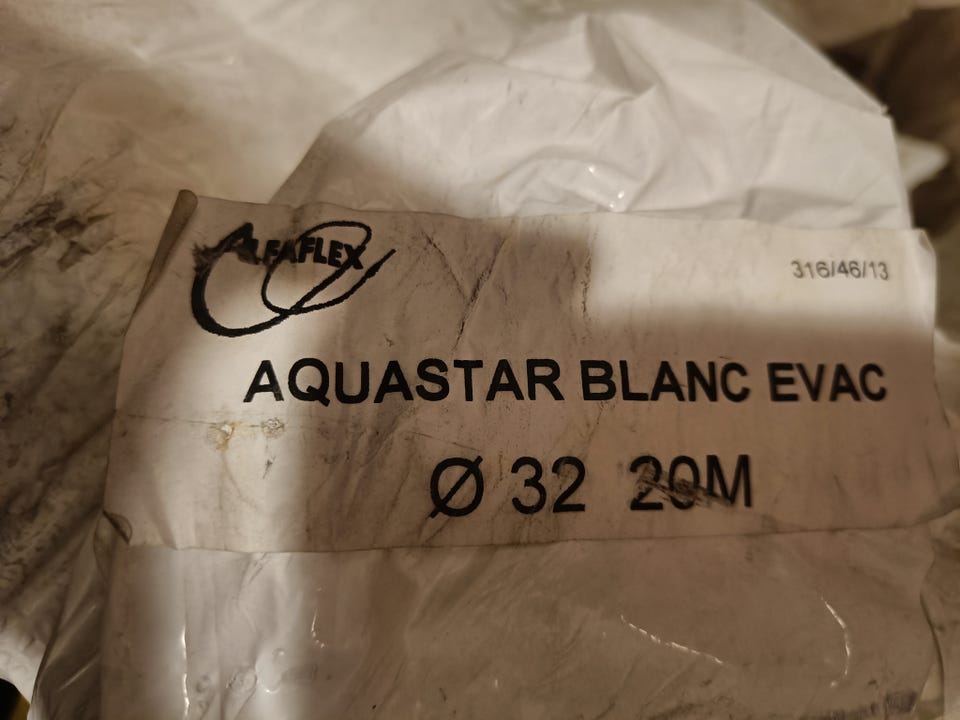 ALFAFLEX
316/46/13
AQUASTAR BLANC EVAC
Ø 32 20M